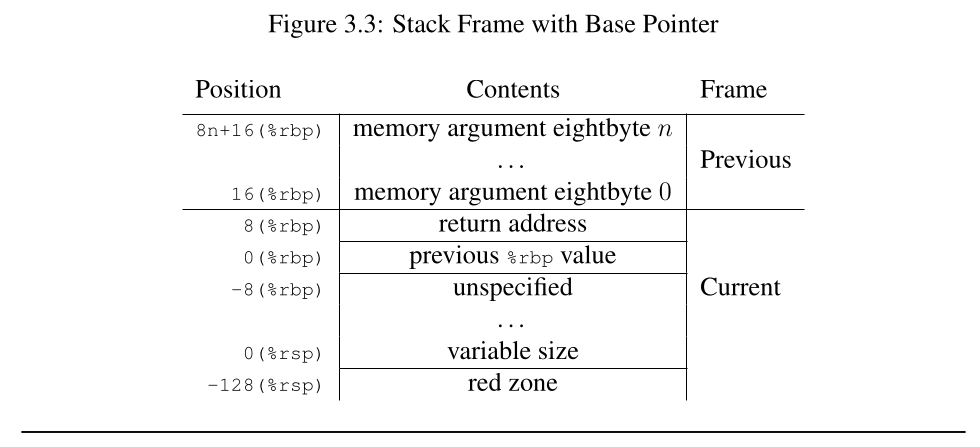 Figure 3.3: Stack Frame with Base Pointer
Position Contents Frame
8n+16(%rbp) memory argument eightbyte n
. . . Previous
16(%rbp) memory argument eightbyte 0
8(%rbp) return address
0(%rbp) previous %rbp value
-8(%rbp) unspecified Current
. . .
0(%rsp) variable size
-128(%rsp) red zone